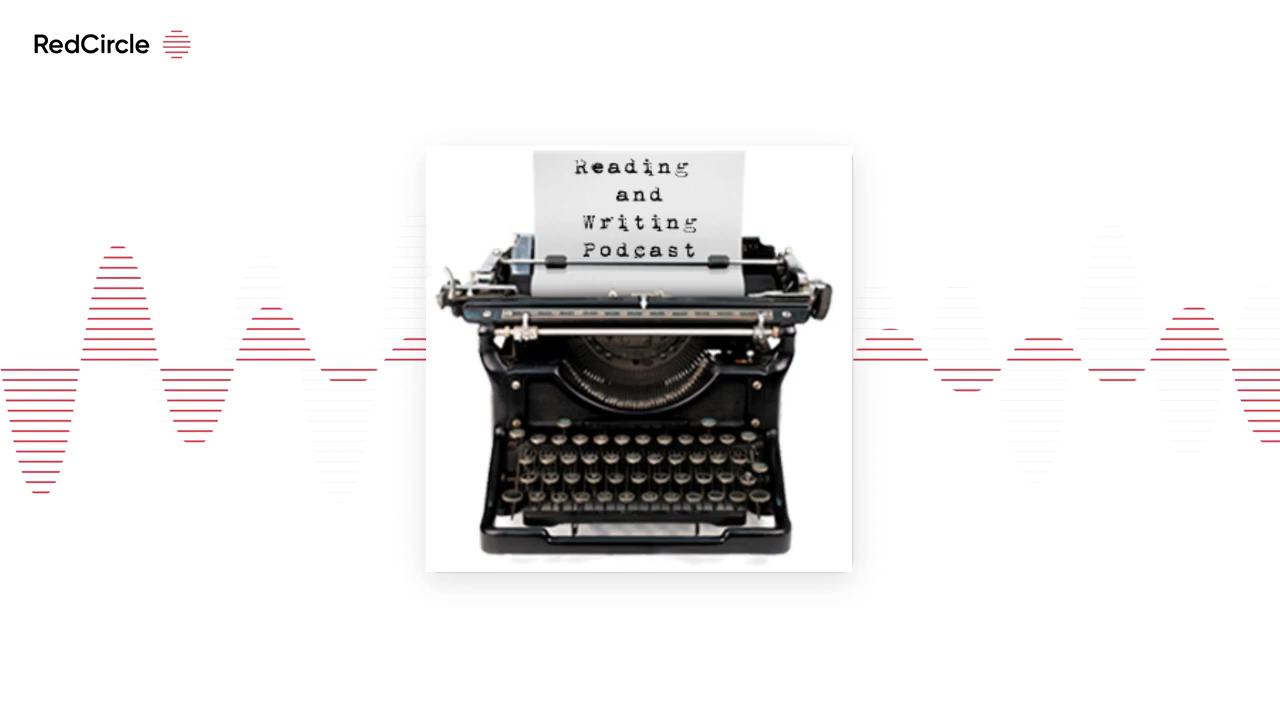 RedCircle
Reading
and
Writing
Podcast